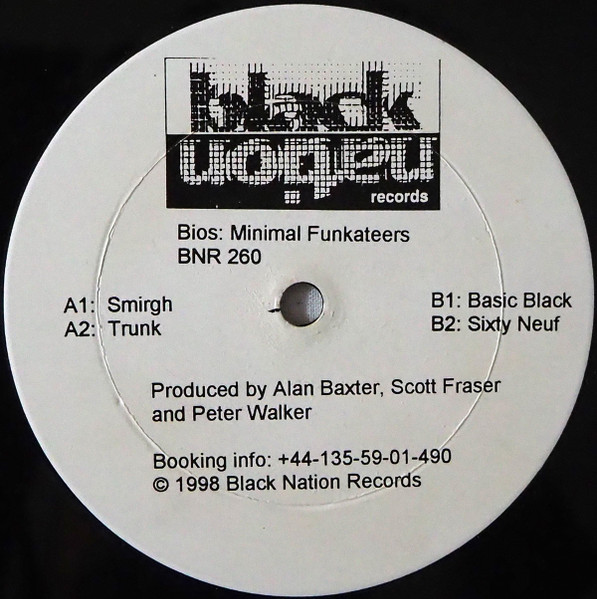 black
nation
records
Bios: Minimal Funkateers
BNR 260
A1: Smirgh
A2: Trunk
B1: Basic Black
B2: Sixty Neuf
Produced by Alan Baxter, Scott Fraser
and Peter Walker
Booking info: +44-135-59-01-490
© 1998 Black Nation Records